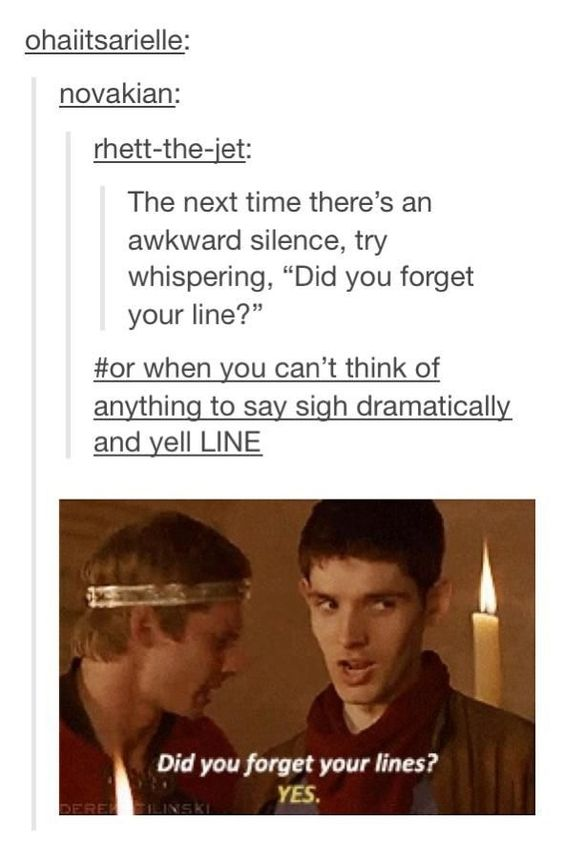 ohaiitsarielle:
novakian:
rhett-the-jet:
The next time there’s an
awkward silence, try
whispering, “Did you forget
your line?”
#or when you can’t think of
anything to say sigh dramatically
and yell LINE
Did you forget your lines?
YES.